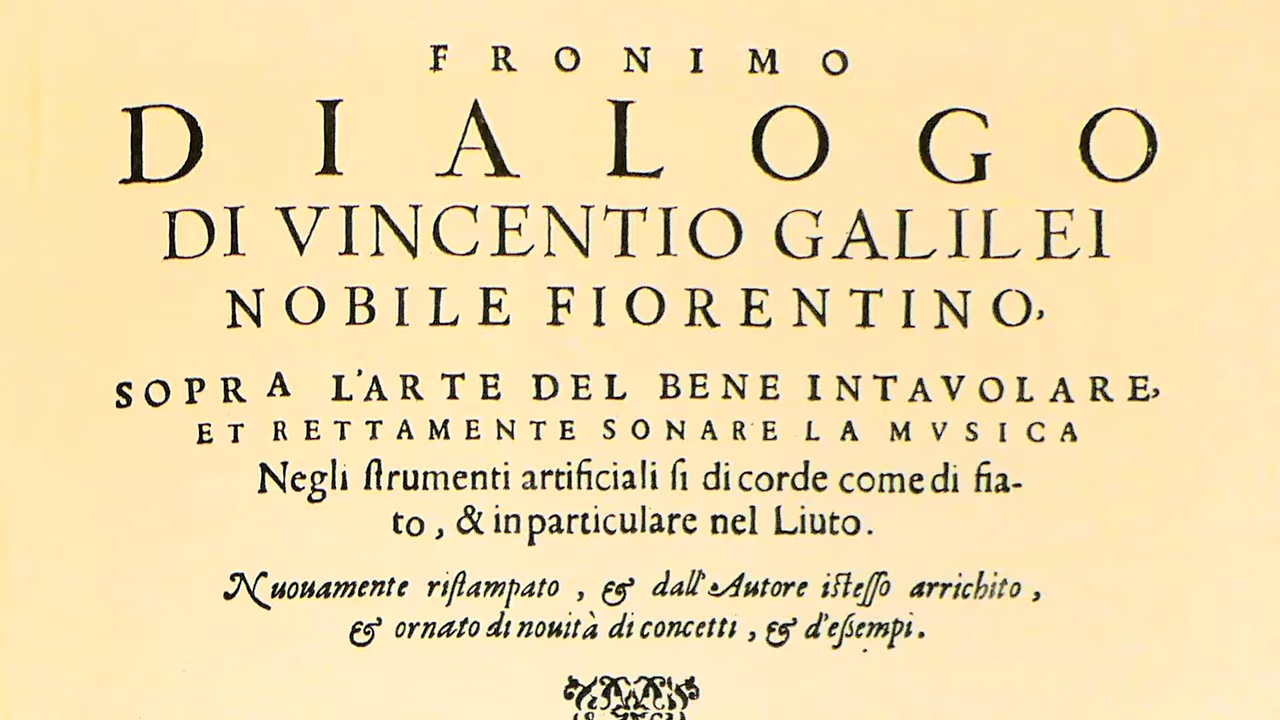 FRONIMO
DIALOGO
DI VINCENTIO GALILEI
NOBILE FIORENTINO,
SOPRA L'ARTE DEL BENE INTAVOLARE,
ET RETTAMENTE SONARE LA MVSICA
Negli ſtrumenti artificiali ſi di corde come di fia-
to, & in particulare nel Liuto.
Nuouamente riſtampato, & dall'Autore iſteſſo arrichito,
& ornato di nouità di concetti, & d'eſsempi.